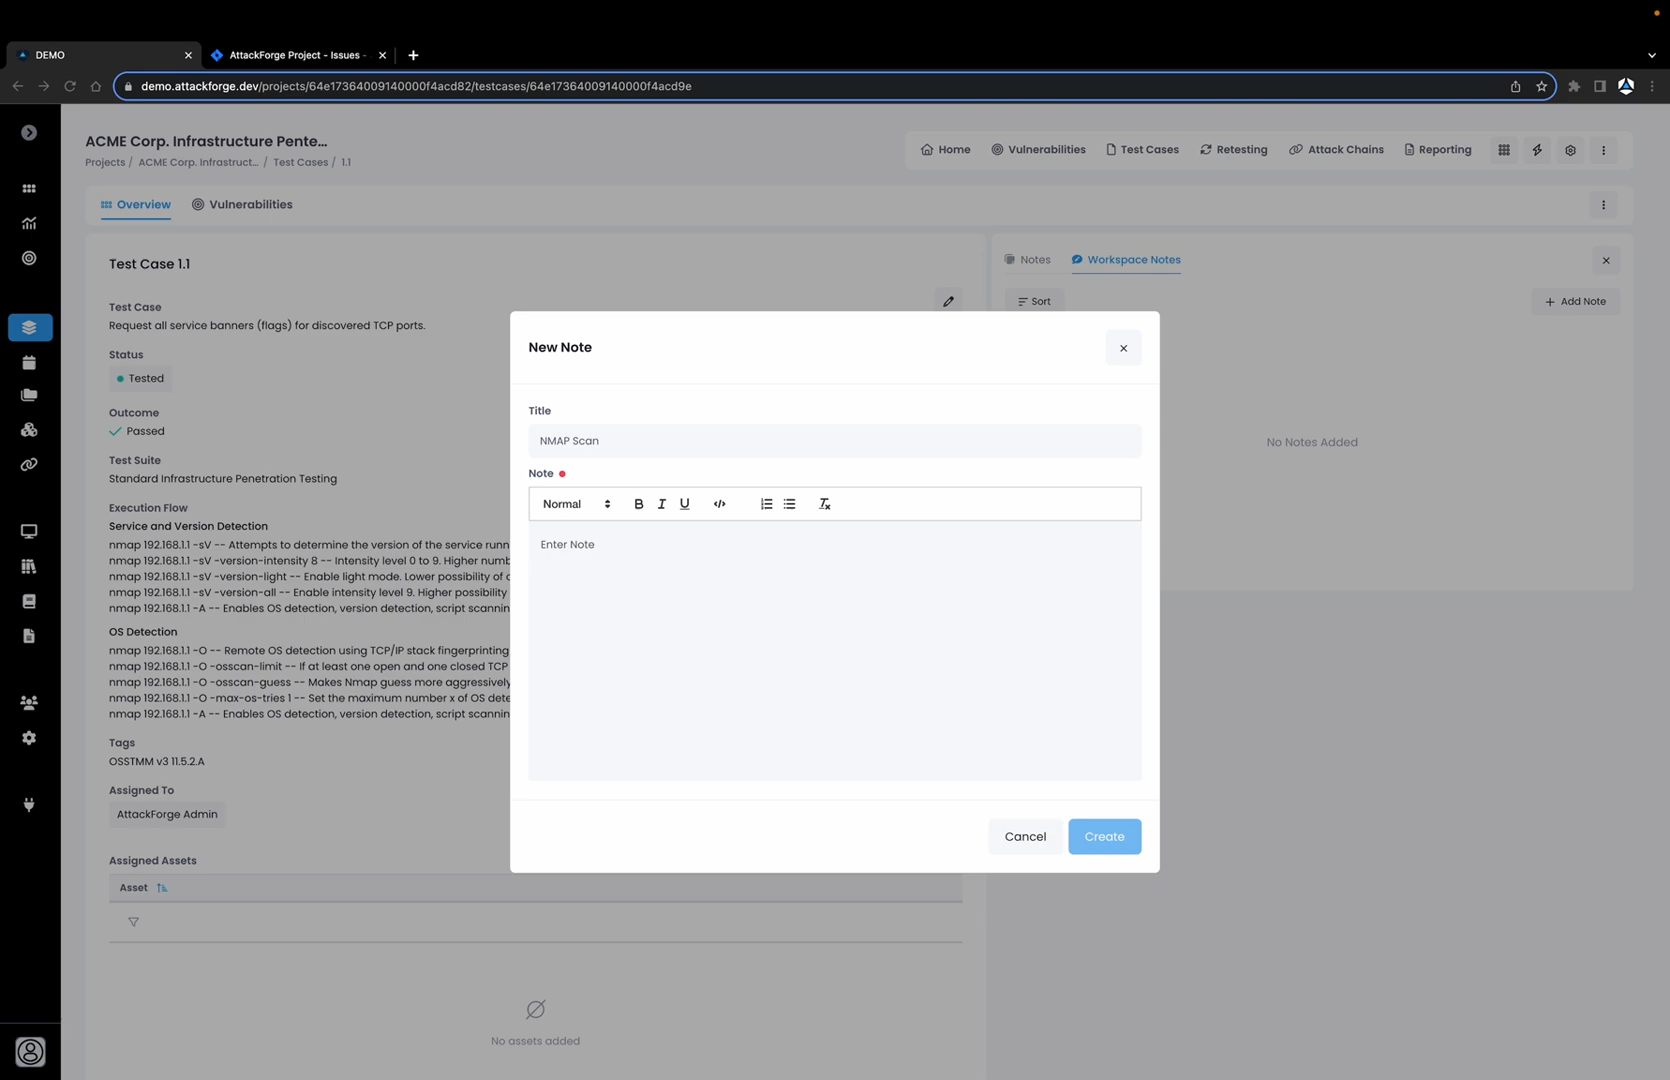 DEMO
AttackForge Project - Issues -
demo.attackforge.dev/projects/64e17364009140000f4acd82/testcases/64e17364009140000f4acd9e
ACME Corp. Infrastructure Pente...
Projects / ACME Corp. Infrastruct... / Test Cases / 1.1
Home Vulnerabilities Test Cases Retesting Attack Chains Reporting
Overview Vulnerabilities
Test Case 1.1
Test Case
Request all service banners (flags) for discovered TCP ports.
Status
Tested
Outcome
Passed
Test Suite
Standard Infrastructure Penetration Testing
Execution Flow
Service and Version Detection
nmap 192.168.1.1 -sV -- Attempts to determine the version of the service runn
nmap 192.168.1.1 -sV -version-intensity 8 -- Intensity level 0 to 9. Higher numb
nmap 192.168.1.1 -sV -version-light -- Enable light mode. Lower possibility of c
nmap 192.168.1.1 -sV -version-all -- Enable intensity level 9. Higher possibility
nmap 192.168.1.1 -A -- Enables OS detection, version detection, script scannin
OS Detection
nmap 192.168.1.1 -O -- Remote OS detection using TCP/IP stack fingerprinting
nmap 192.168.1.1 -O -osscan-limit -- If at least one open and one closed TCP
nmap 192.168.1.1 -O -osscan-guess -- Makes Nmap guess more aggressively
nmap 192.168.1.1 -O -max-os-tries 1 -- Set the maximum number x of OS dete
nmap 192.168.1.1 -A -- Enables OS detection, version detection, script scannin
Tags
OSSTMM v3 11.5.2.A
Assigned To
AttackForge Admin
Assigned Assets
Asset
No assets added
Notes Workspace Notes
Sort
+ Add Note
No Notes Added
New Note
Title
NMAP Scan
Note
Normal B I U
Enter Note
Cancel Create